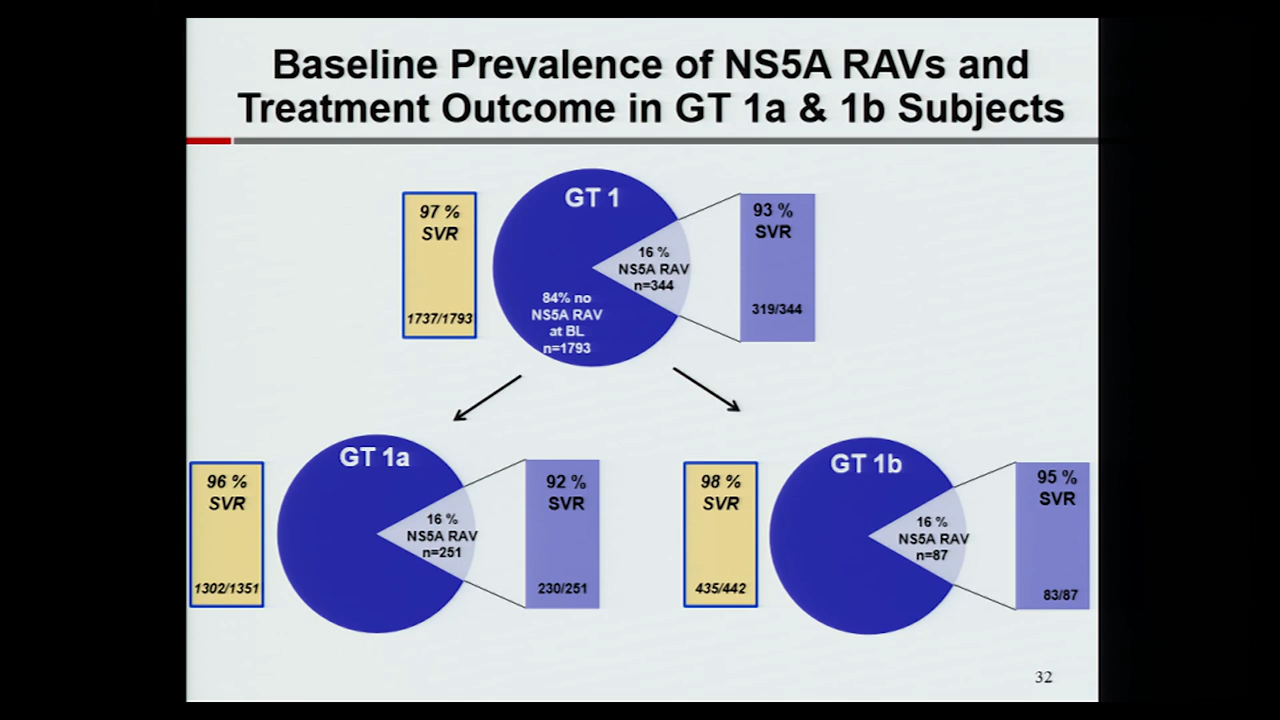 Baseline Prevalence of NS5A RAVs and
Treatment Outcome in GT 1a & 1b Subjects
97 %
SVR
1737/1793
GT 1
84% no
NS5A RAV
at BL
n=1793
16 %
NS5A RAV
n=344
93 %
SVR
319/344
96 %
SVR
1302/1351
GT 1a
16 %
NS5A RAV
n=251
92 %
SVR
230/251
98 %
SVR
435/442
GT 1b
16 %
NS5A RAV
n=87
95 %
SVR
83/87
32